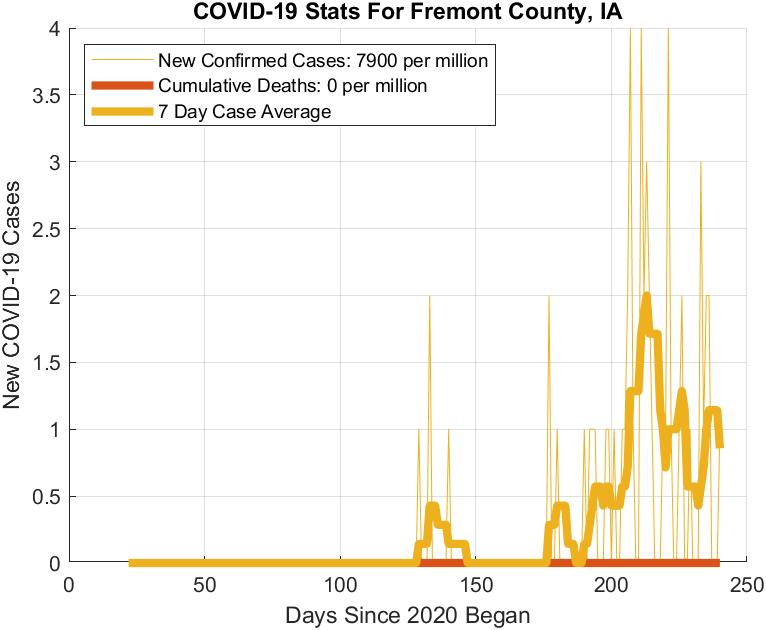 COVID-19 Stats For Fremont County, IA
New Confirmed Cases: 7900 per million
Cumulative Deaths: 0 per million
7 Day Case Average
New COVID-19 Cases
4
3.5
3
2.5
2
1.5
1
0.5
0
0 50 100 150 200 250
Days Since 2020 Began